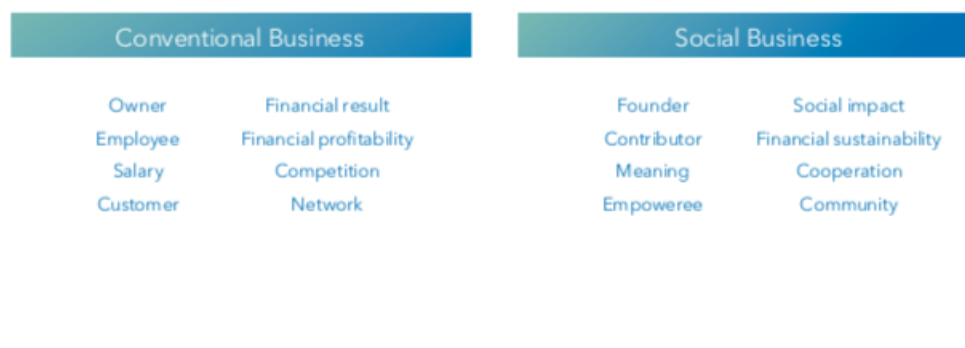 Conventional Business
Owner Financial result
Employee Financial profitability
Salary Competition
Customer Network
Social Business
Founder Social impact
Contributor Financial sustainability
Meaning Cooperation
Empoweree Community